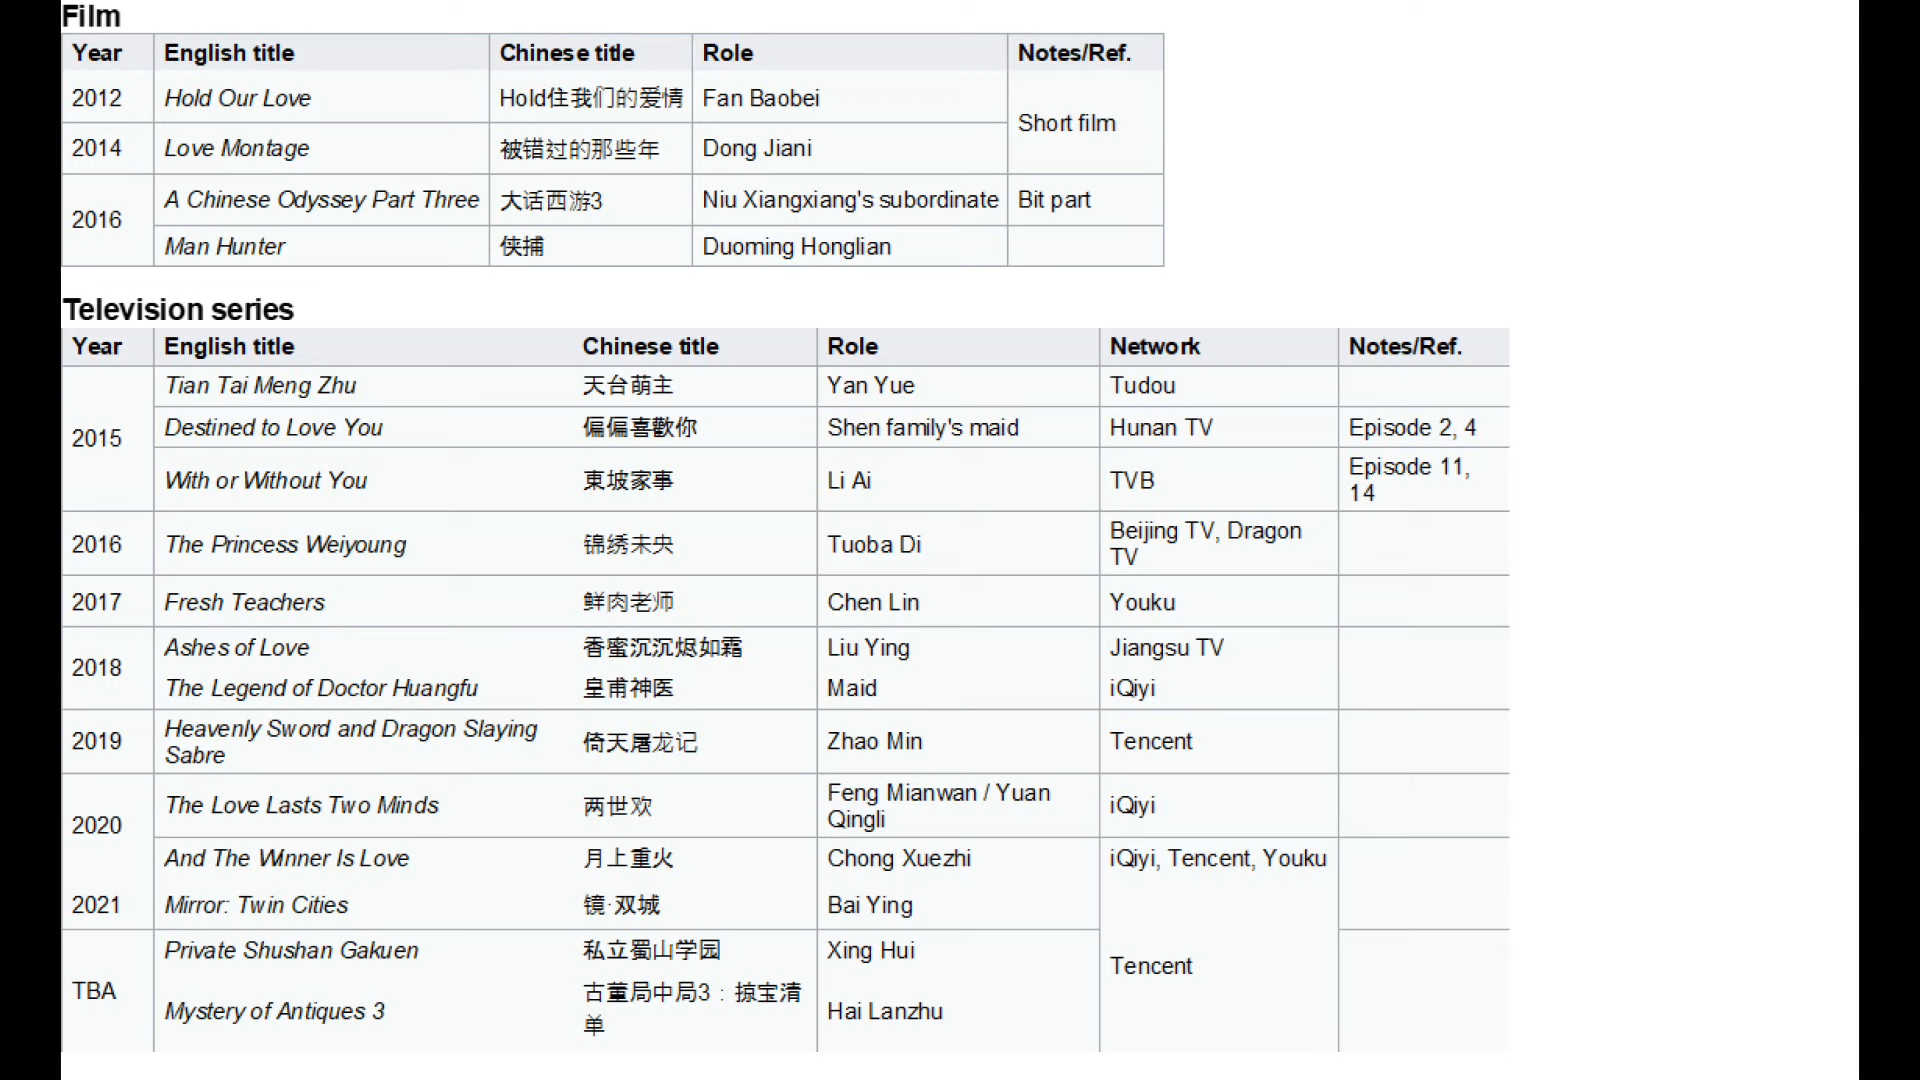 Film
Year English title Chinese title Role Notes/Ref.
2012 Hold Our Love Hold住我们的爱情 Fan Baobei Short film
2014 Love Montage 被错过的那些年 Dong Jiani
2016 A Chinese Odyssey Part Three 大话西游3 Niu Xiangxiang's subordinate Bit part
Man Hunter 侠捕 Duoming Honglian
Television series
Year English title Chinese title Role Network Notes/Ref.
2015 Tian Tai Meng Zhu 天台萌主 Yan Yue Tudou
Destined to Love You 偏偏喜歡你 Shen family's maid Hunan TV Episode 2, 4
With or Without You 東坡家事 Li Ai TVB Episode 11,
14
2016 The Princess Weiyoung 锦绣未央 Tuoba Di Beijing TV, Dragon
TV
2017 Fresh Teachers 鲜肉老师 Chen Lin Youku
2018 Ashes of Love 香蜜沉沉烬如霜 Liu Ying Jiangsu TV
The Legend of Doctor Huangfu 皇甫神医 Maid iQiyi
2019 Heavenly Sword and Dragon Slaying
Sabre 倚天屠龙记 Zhao Min Tencent
2020 The Love Lasts Two Minds 两世欢 Feng Mianwan / Yuan
Qingli iQiyi
And The Winner Is Love 月上重火 Chong Xuezhi iQiyi, Tencent, Youku
2021 Mirror: Twin Cities 镜·双城 Bai Ying Tencent
TBA Private Shushan Gakuen 私立蜀山学园 Xing Hui
Mystery of Antiques 3 古董局中局3：掠宝清
单 Hai Lanzhu